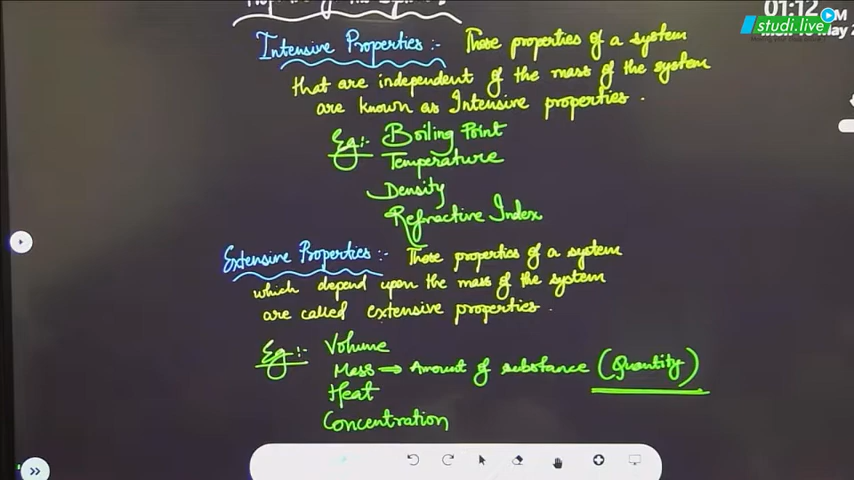 01:12 PM
studi.live
Intensive Properties :- Those properties of a system
that are independent of the mass of the system
are known as Intensive properties.
Eg:- Boiling Point
Temperature
Density
Refractive Index
Extensive Properties :- Those properties of a system
which depend upon the mass of the system
are called extensive properties.
Eg:- Volume
Mass → Amount of substance (Quantity)
Heat
Concentration